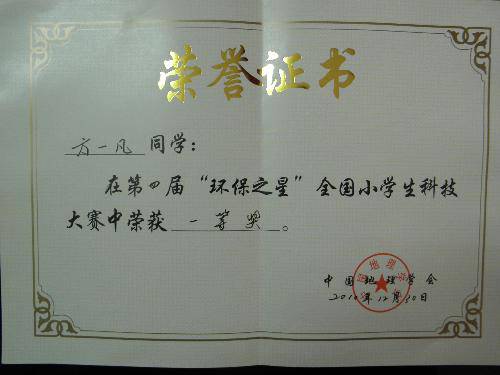 荣誉证书
方一凡 同学：
在第四届“环保之星”全国小学生科技
大赛中荣获 一等奖 。
中国地理学会
2010年12月30日